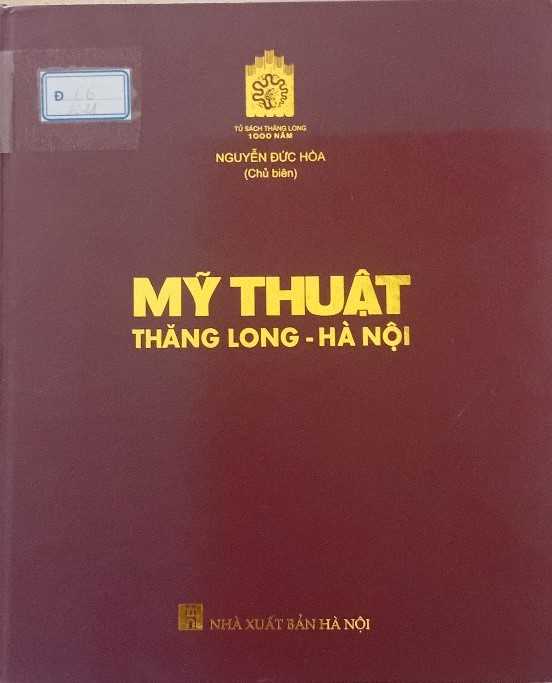 Đ
TỦ SÁCH THĂNG LONG
1000 NĂM
NGUYỄN ĐỨC HÒA
(Chủ biên)
MỸ THUẬT
THĂNG LONG - HÀ NỘI
NHÀ XUẤT BẢN HÀ NỘI